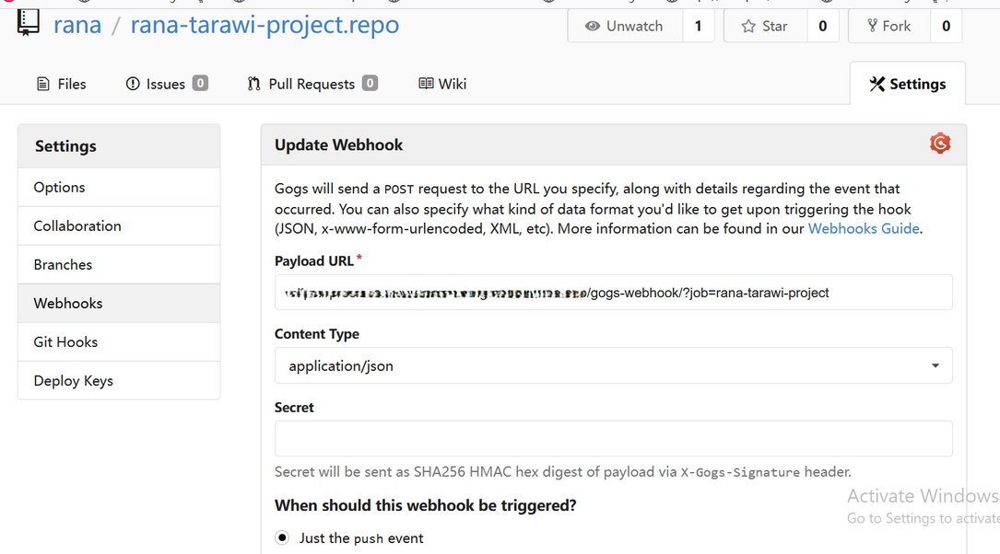 rana / rana-tarawi-project.repo
Unwatch 1 Star 0 Fork 0
Files Issues 0 Pull Requests 0 Wiki Settings
Settings
Options
Collaboration
Branches
Webhooks
Git Hooks
Deploy Keys
Update Webhook
Gogs will send a POST request to the URL you specify, along with details regarding the event that
occurred. You can also specify what kind of data format you'd like to get upon triggering the hook
(JSON, x-www-form-urlencoded, XML, etc). More information can be found in our Webhooks Guide.
Payload URL *
/gogs-webhook/?job=rana-tarawi-project
Content Type
application/json
Secret
Secret will be sent as SHA256 HMAC hex digest of payload via X-Gogs-Signature header.
When should this webhook be triggered?
Just the push event
Activate Windows
Go to Settings to activate